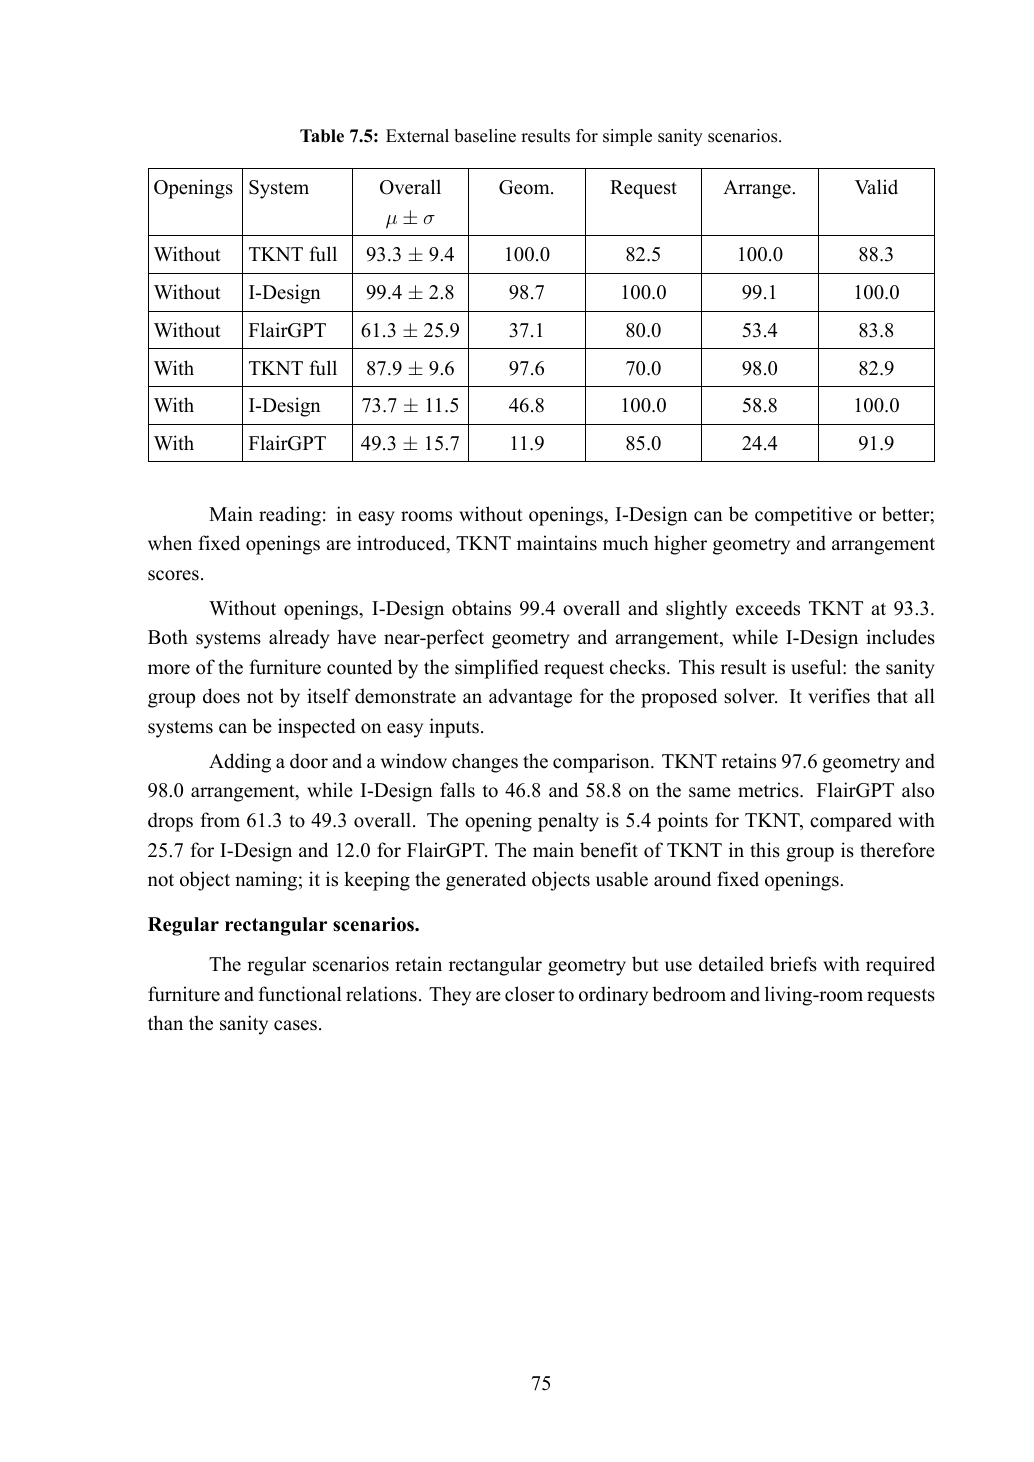 Table 7.5: External baseline results for simple sanity scenarios.
Openings System Overall Geom. Request Arrange. Valid
μ ± σ
Without TKNT full 93.3 ± 9.4 100.0 82.5 100.0 88.3
Without I-Design 99.4 ± 2.8 98.7 100.0 99.1 100.0
Without FlairGPT 61.3 ± 25.9 37.1 80.0 53.4 83.8
With TKNT full 87.9 ± 9.6 97.6 70.0 98.0 82.9
With I-Design 73.7 ± 11.5 46.8 100.0 58.8 100.0
With FlairGPT 49.3 ± 15.7 11.9 85.0 24.4 91.9
Main reading: in easy rooms without openings, I-Design can be competitive or better;
when fixed openings are introduced, TKNT maintains much higher geometry and arrangement
scores.
Without openings, I-Design obtains 99.4 overall and slightly exceeds TKNT at 93.3.
Both systems already have near-perfect geometry and arrangement, while I-Design includes
more of the furniture counted by the simplified request checks. This result is useful: the sanity
group does not by itself demonstrate an advantage for the proposed solver. It verifies that all
systems can be inspected on easy inputs.
Adding a door and a window changes the comparison. TKNT retains 97.6 geometry and
98.0 arrangement, while I-Design falls to 46.8 and 58.8 on the same metrics. FlairGPT also
drops from 61.3 to 49.3 overall. The opening penalty is 5.4 points for TKNT, compared with
25.7 for I-Design and 12.0 for FlairGPT. The main benefit of TKNT in this group is therefore
not object naming; it is keeping the generated objects usable around fixed openings.
Regular rectangular scenarios.
The regular scenarios retain rectangular geometry but use detailed briefs with required
furniture and functional relations. They are closer to ordinary bedroom and living-room requests
than the sanity cases.
75